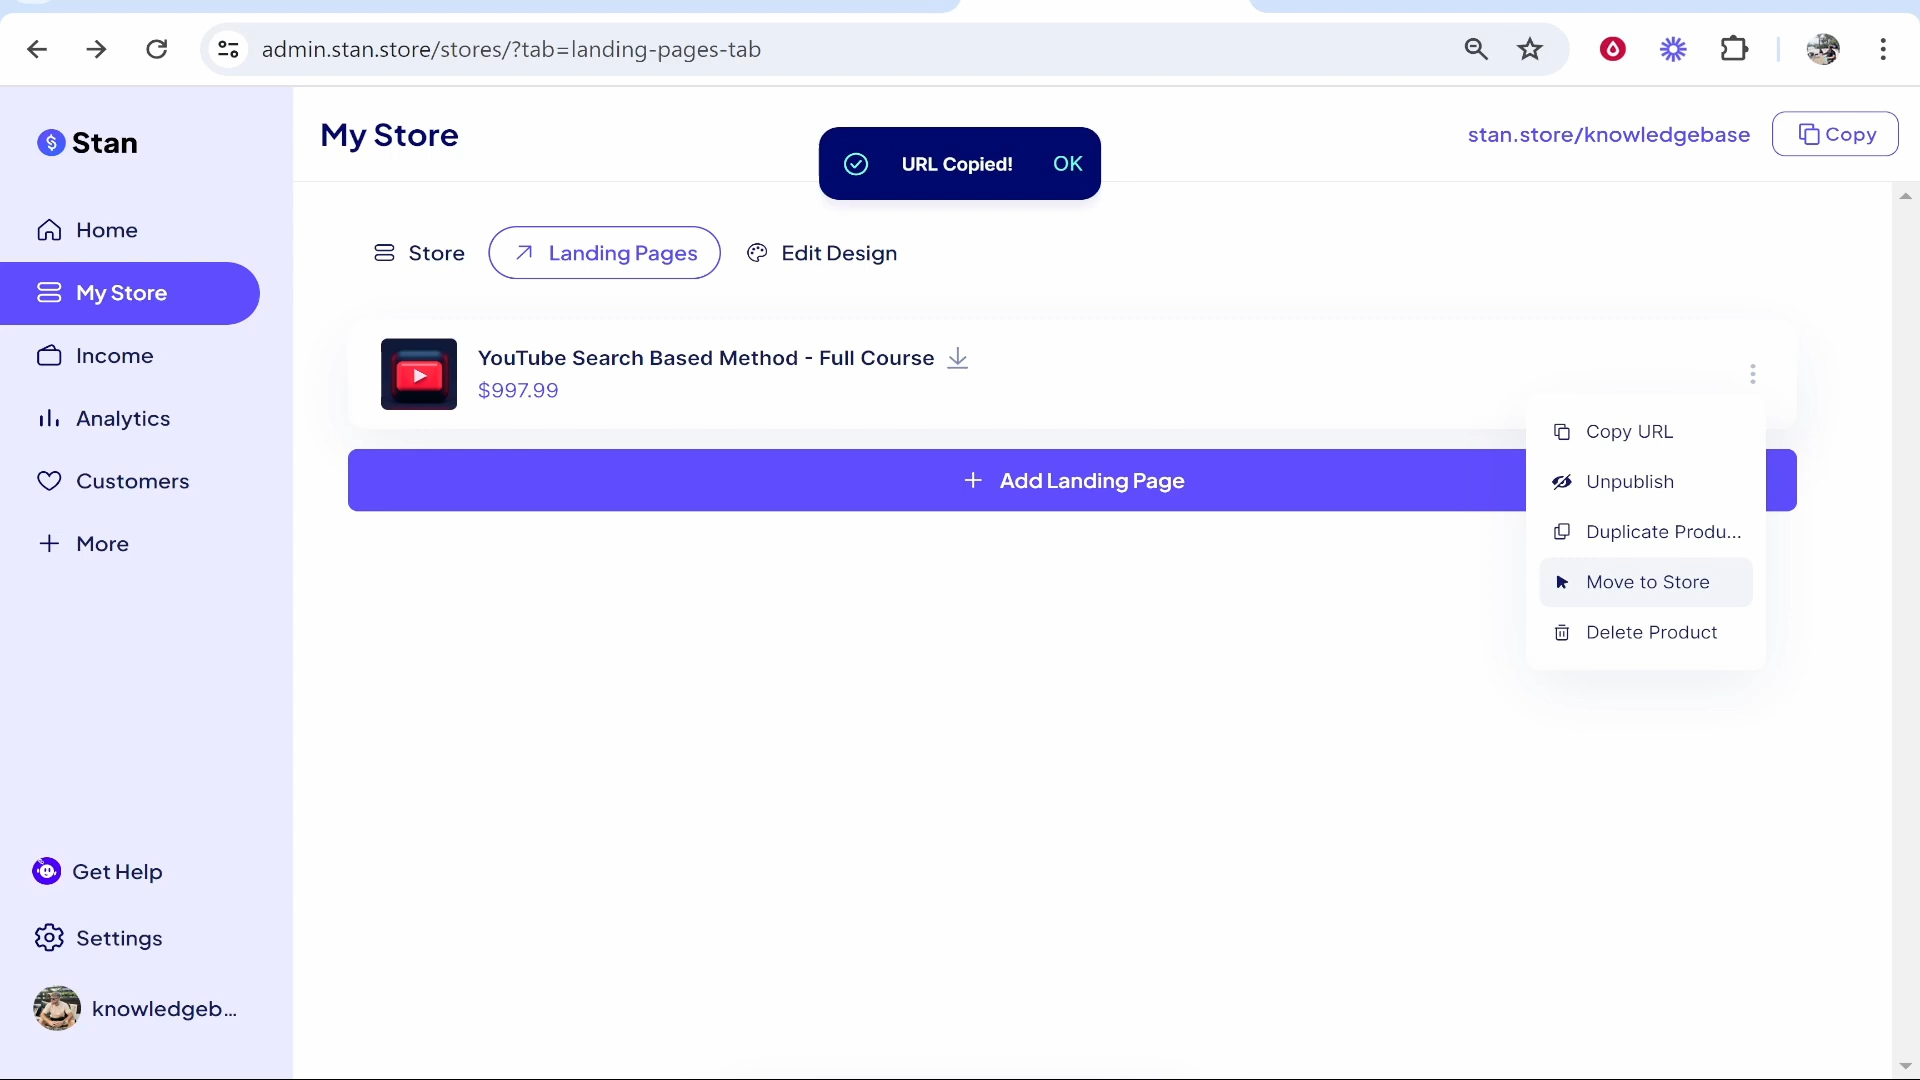 admin.stan.store/stores/?tab=landing-pages-tab
Stan
My Store
URL Copied!
OK
stan.store/knowledgebase
Copy
Home
My Store
Income
Analytics
Customers
More
Store
Landing Pages
Edit Design
YouTube Search Based Method - Full Course
$997.99
Copy URL
Unpublish
Duplicate Produ...
Move to Store
Delete Product
Add Landing Page
Get Help
Settings
knowledgeb...